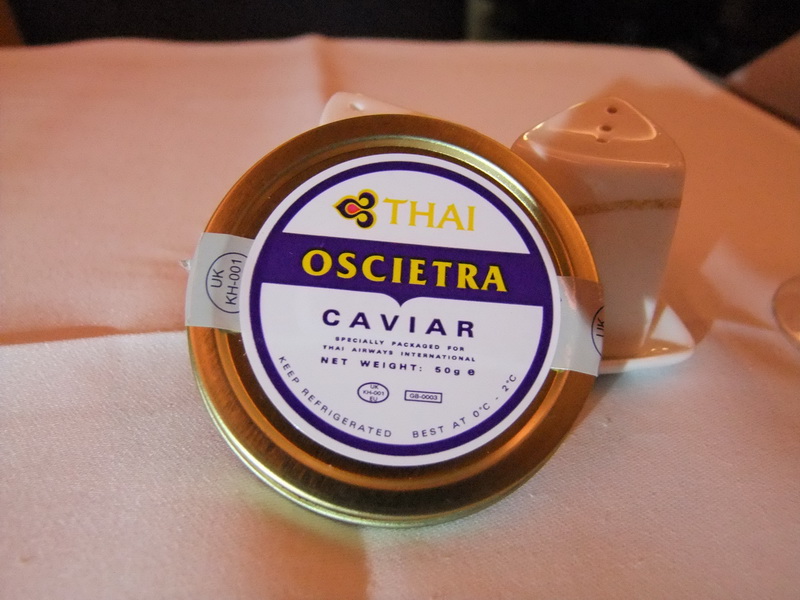 THAI
OSCIETRA
CAVIAR
SPECIALLY PACKAGED FOR
THAI AIRWAYS INTERNATIONAL
NET WEIGHT: 50g e
UK
KH-001
EU
GB-0003
KEEP REFRIGERATED BEST AT 0°C - 2°C
UK
KH-001
UK